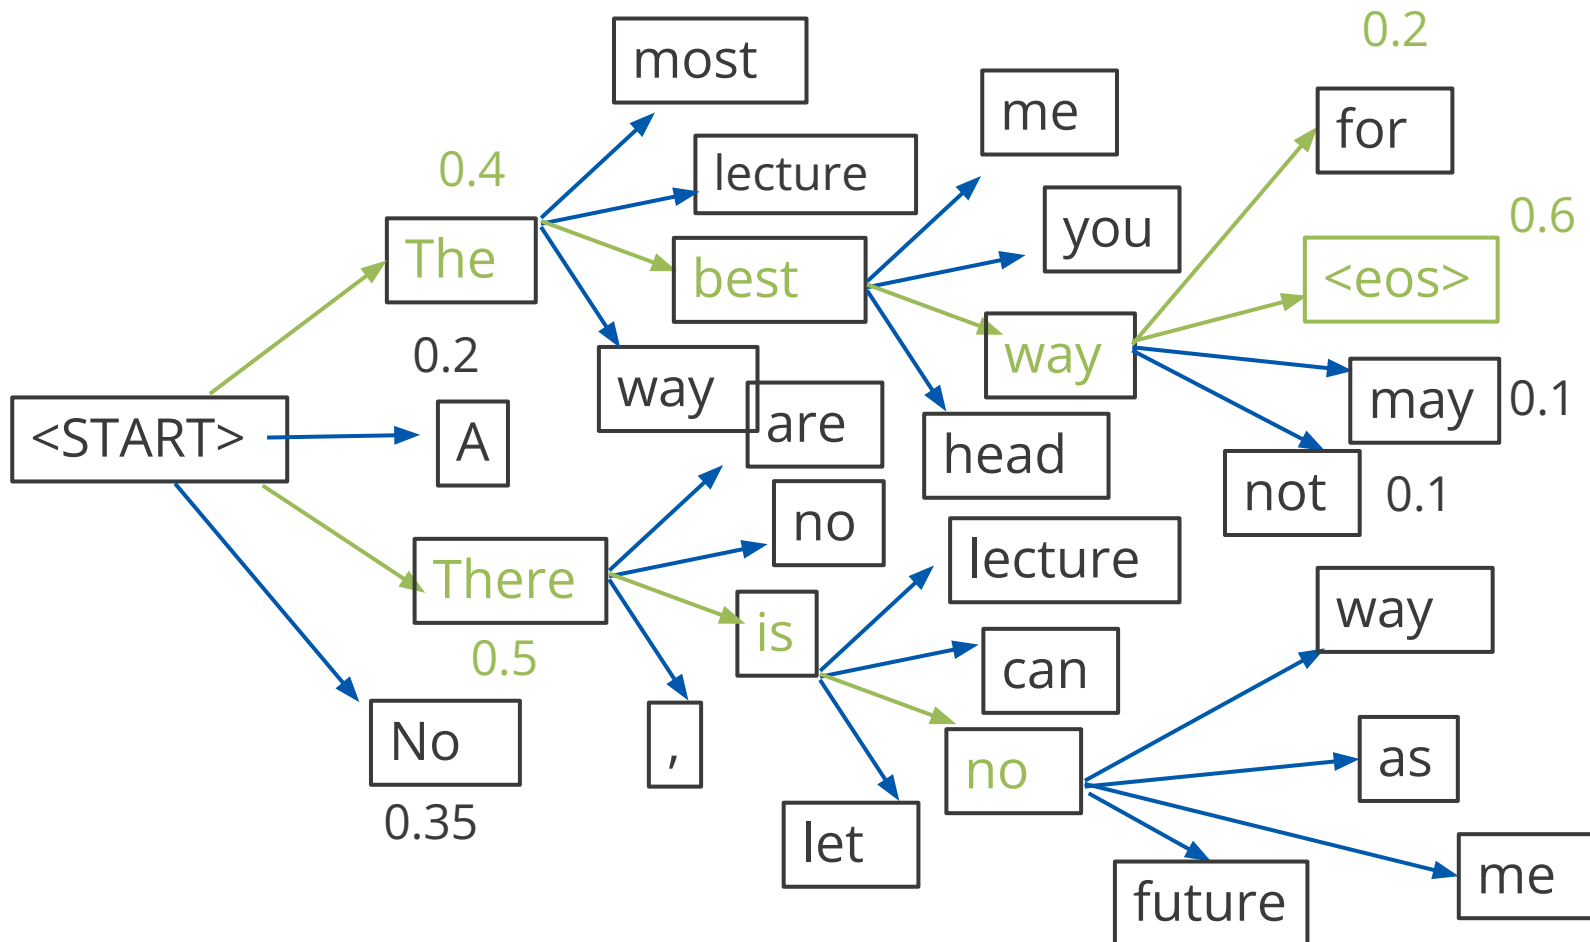 0.2
most
me
for
lecture
0.4
you
0.6
The
best
<eos>
0.2
way
way
may
0.1
are
<START>
A
head
not
0.1
no
lecture
There
is
way
0.5
can
No
,
no
as
0.35
let
future
me